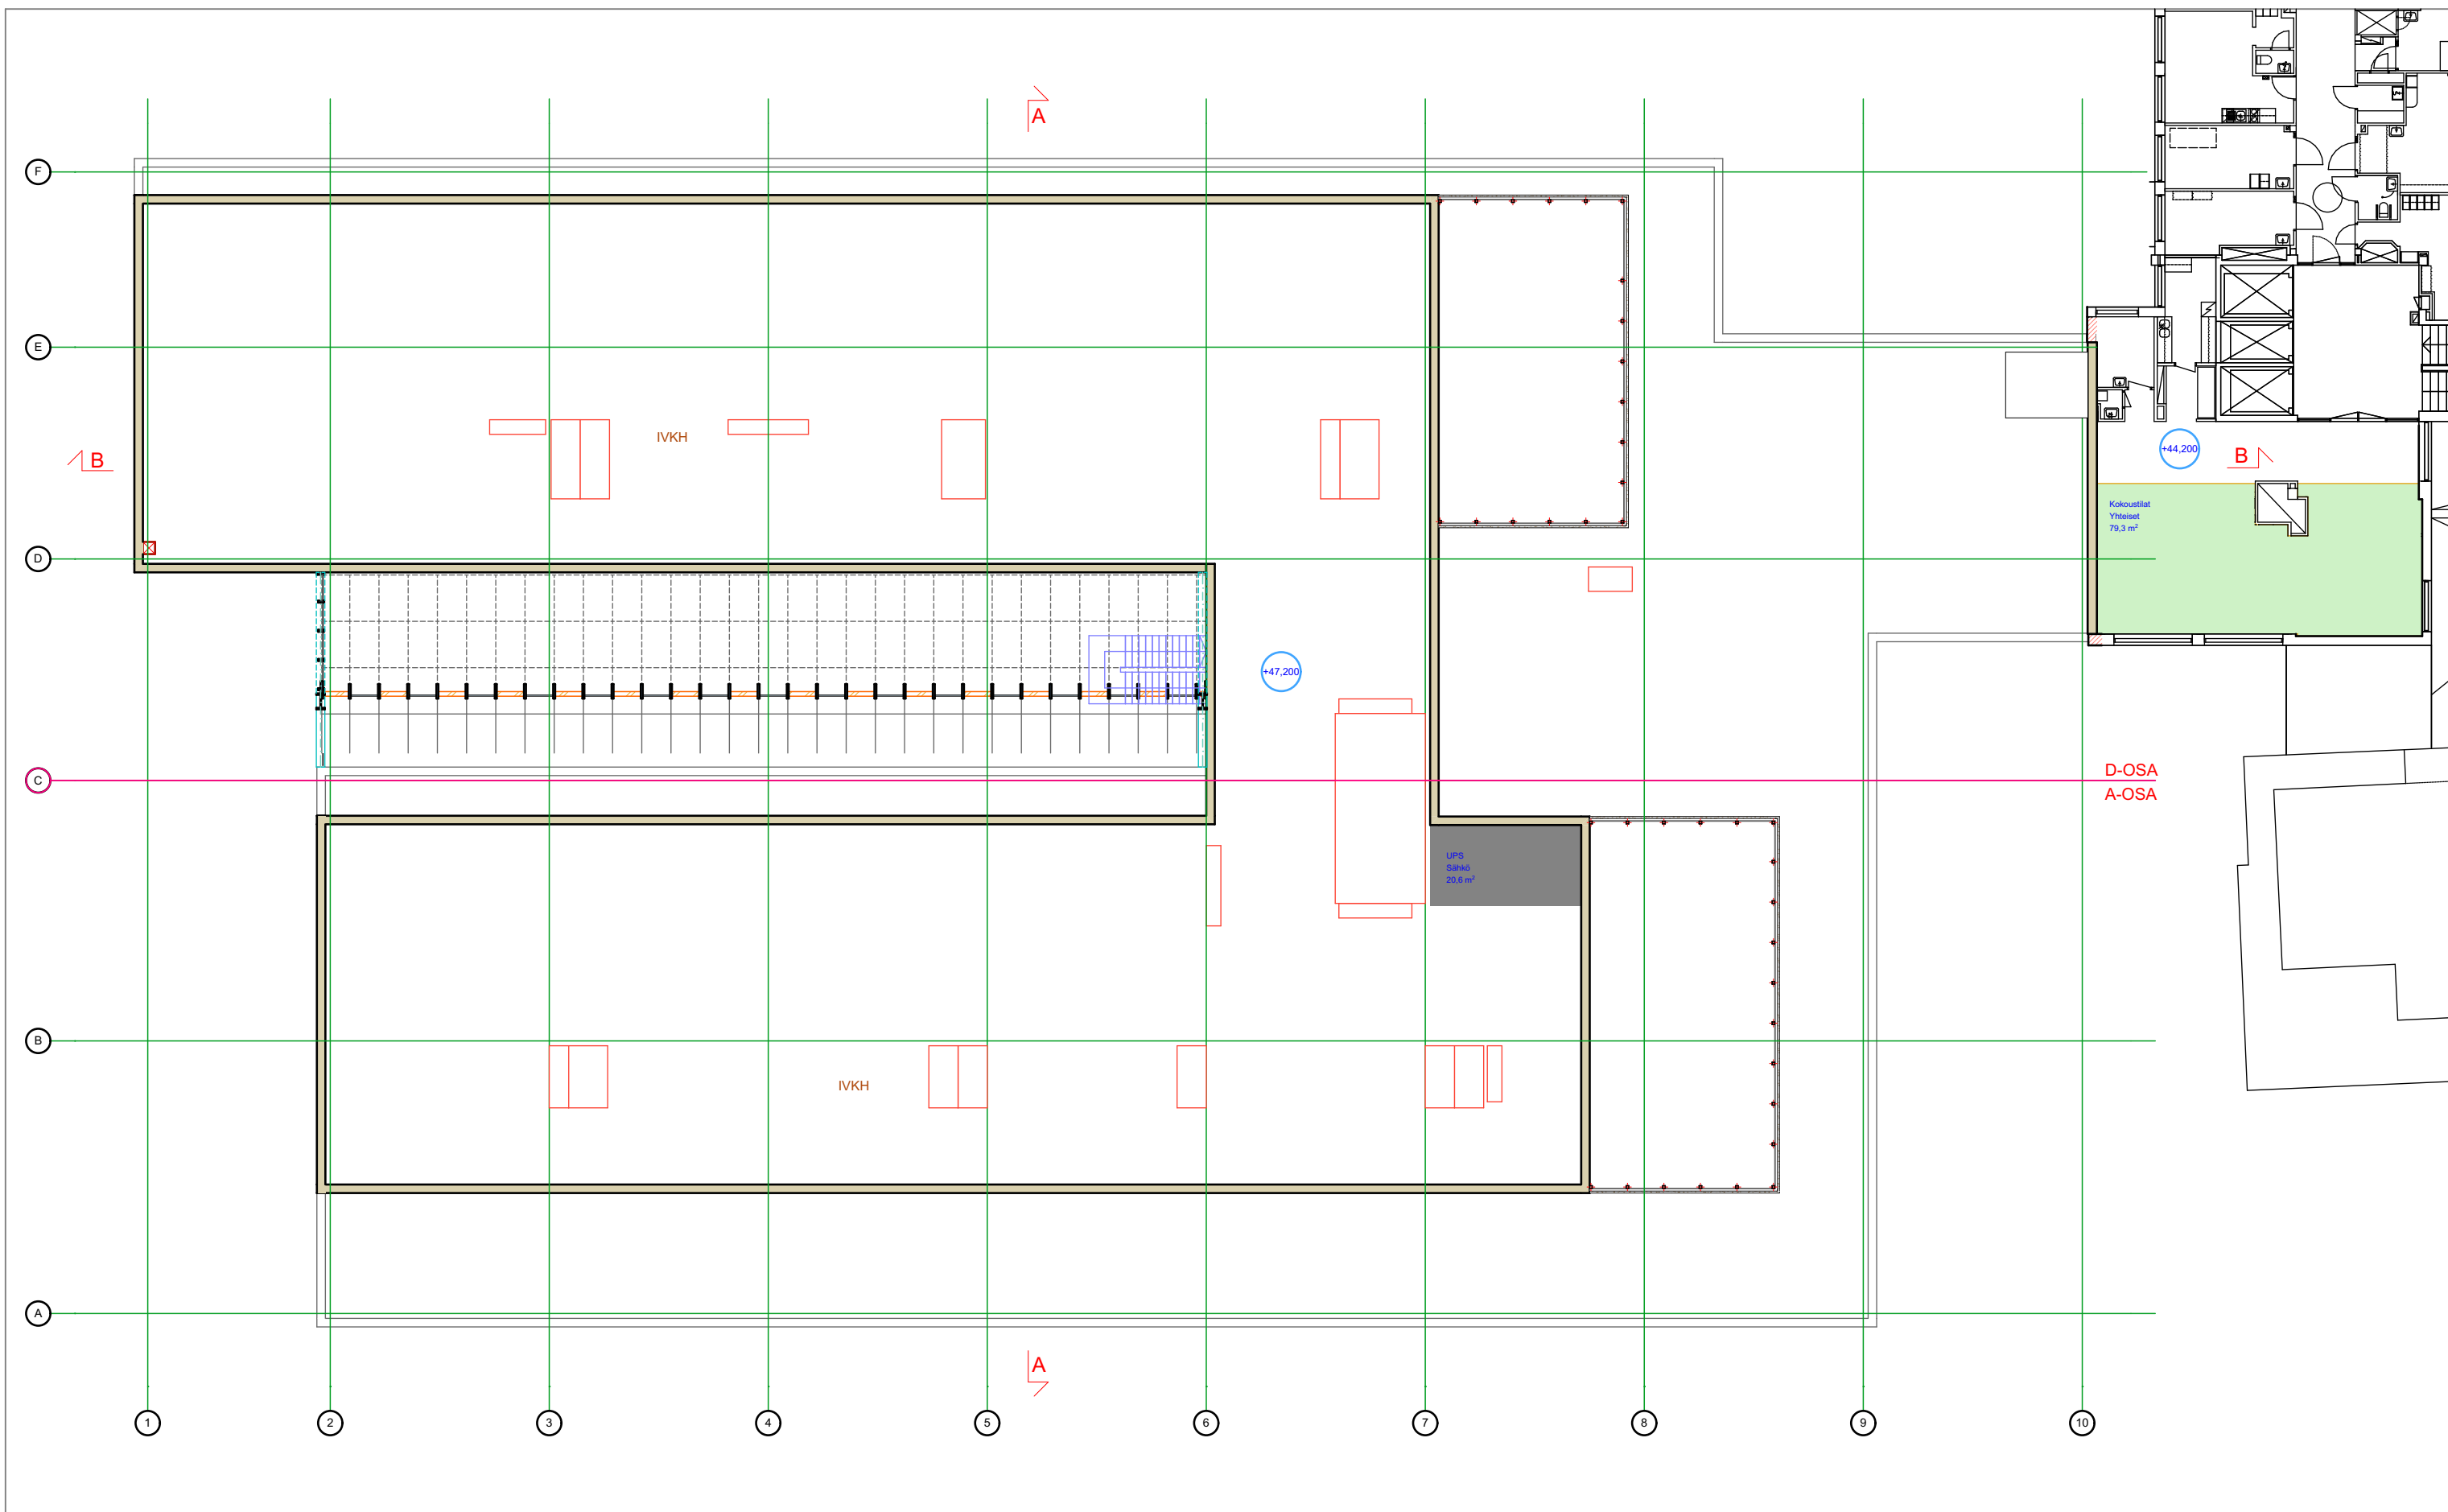 A
F
E
IVKH
B
+44,200
B
Kokoustilat
Yhteiset
79,3 m²
D
+47,200
C
D-OSA
A-OSA
UPS
Sähkö
20,6 m²
B
IVKH
A
A
1
2
3
4
5
6
7
8
9
10